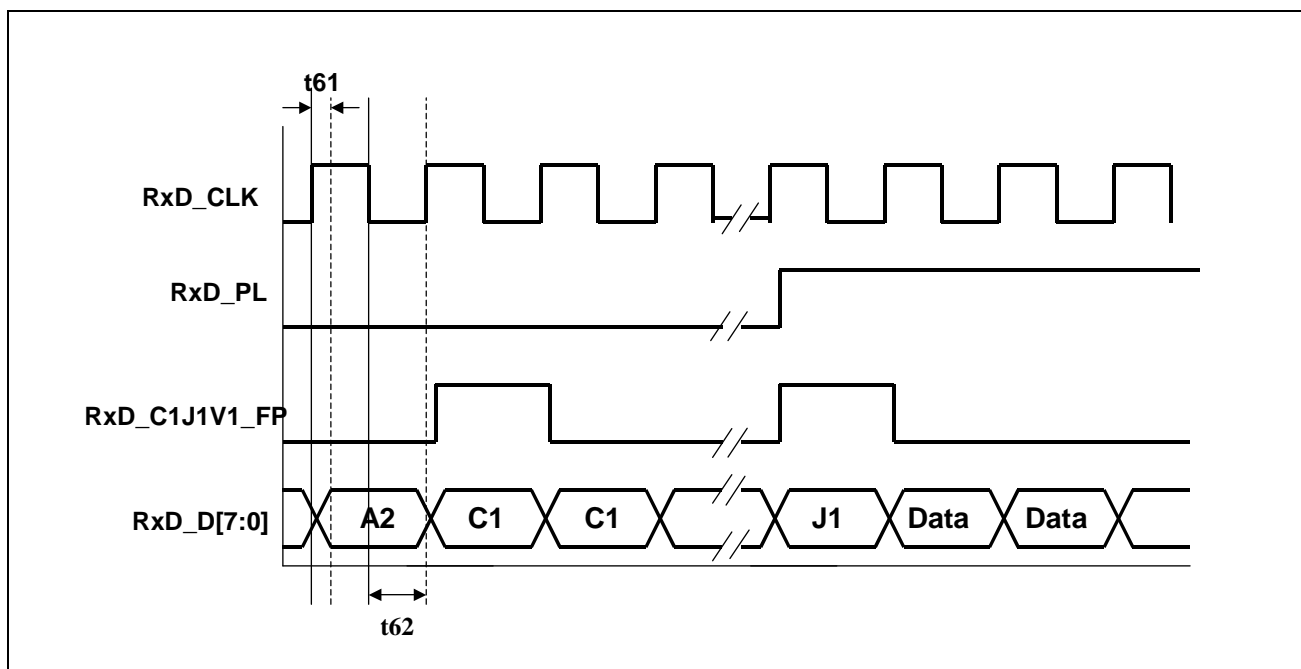 t61
RxD_CLK
RxD_PL
RxD_C1J1V1_FP
RxD_D[7:0] A2 C1 C1 J1 Data Data
t62